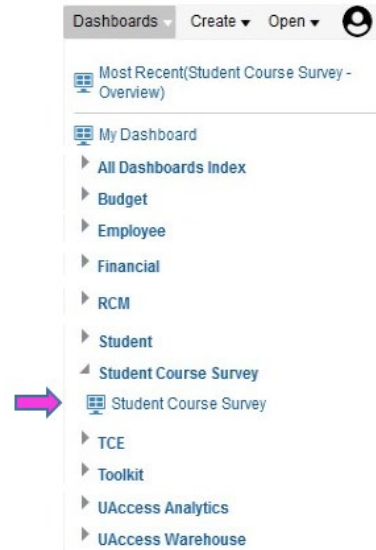 Dashboards Create Open
Most Recent(Student Course Survey -
Overview)
My Dashboard
All Dashboards Index
Budget
Employee
Financial
RCM
Student
Student Course Survey
Student Course Survey
TCE
Toolkit
UAccess Analytics
UAccess Warehouse